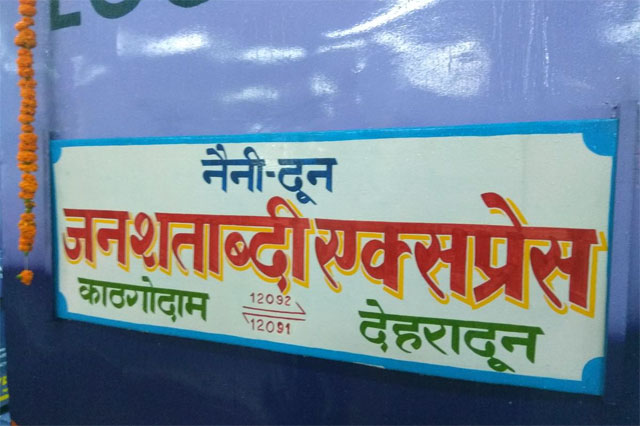 नैनी-दून
जनशताब्दी एक्सप्रेस
काठगोदाम 12092 देहरादून
12091